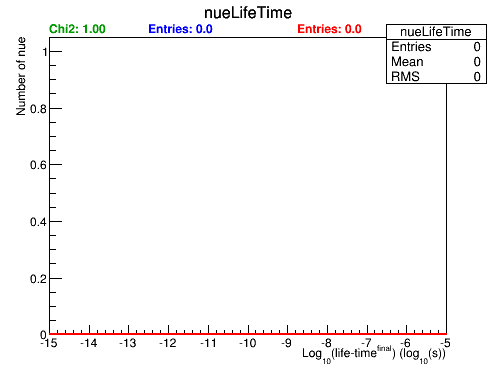 nueLifeTime
Chi2: 1.00 Entries: 0.0 Entries: 0.0
nueLifeTime
Entries 0
Mean 0
RMS 0
Number of nue
1
0.8
0.6
0.4
0.2
0
-15 -14 -13 -12 -11 -10 -9 -8 -7 -6 -5
Log10(life-time^final) (log10(s))